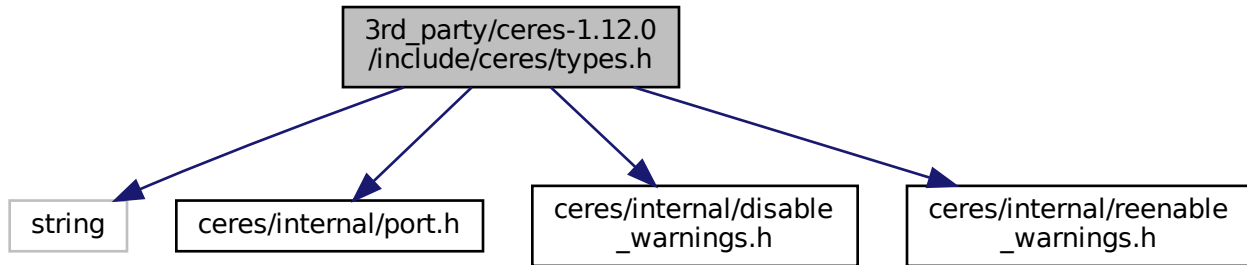 3rd_party/ceres-1.12.0
/include/ceres/types.h
string
ceres/internal/port.h
ceres/internal/disable
_warnings.h
ceres/internal/reenable
_warnings.h